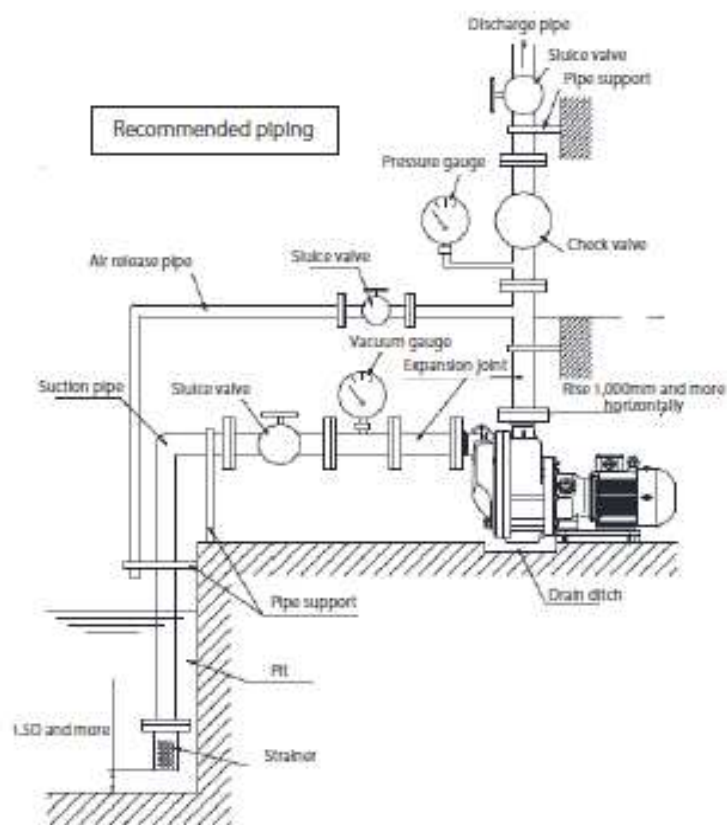 Discharge pipe
Sluice valve
Pipe support
Recommended piping
Pressure gauge
Check valve
Air release pipe
Sluice valve
Vacuum gauge
Expansion joint
Suction pipe
Sluice valve
Rise 1,000mm and more
horizontally
Drain ditch
Pipe support
Pit
1.5D and more
Strainer